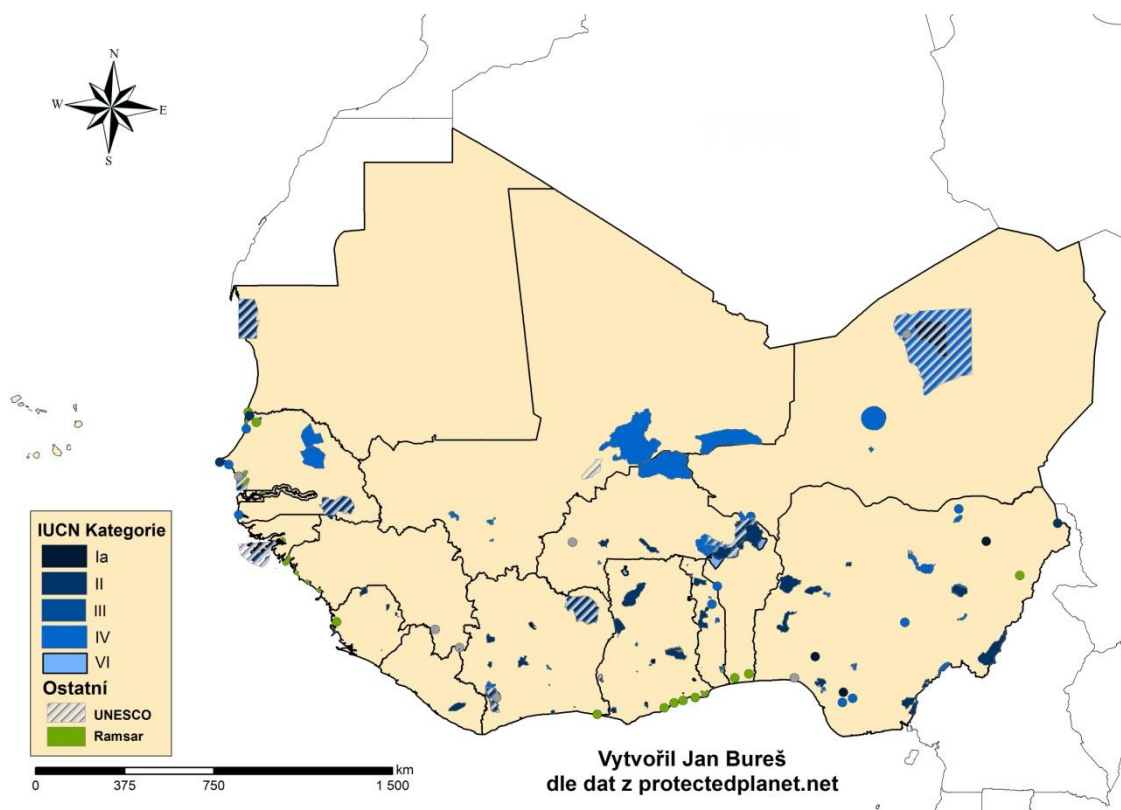 N
W E
S
IUCN Kategorie
Ia
II
III
IV
VI
Ostatní
UNESCO
Ramsar
km
0 375 750 1 500
Vytvořil Jan Bureš
dle dat z protectedplanet.net